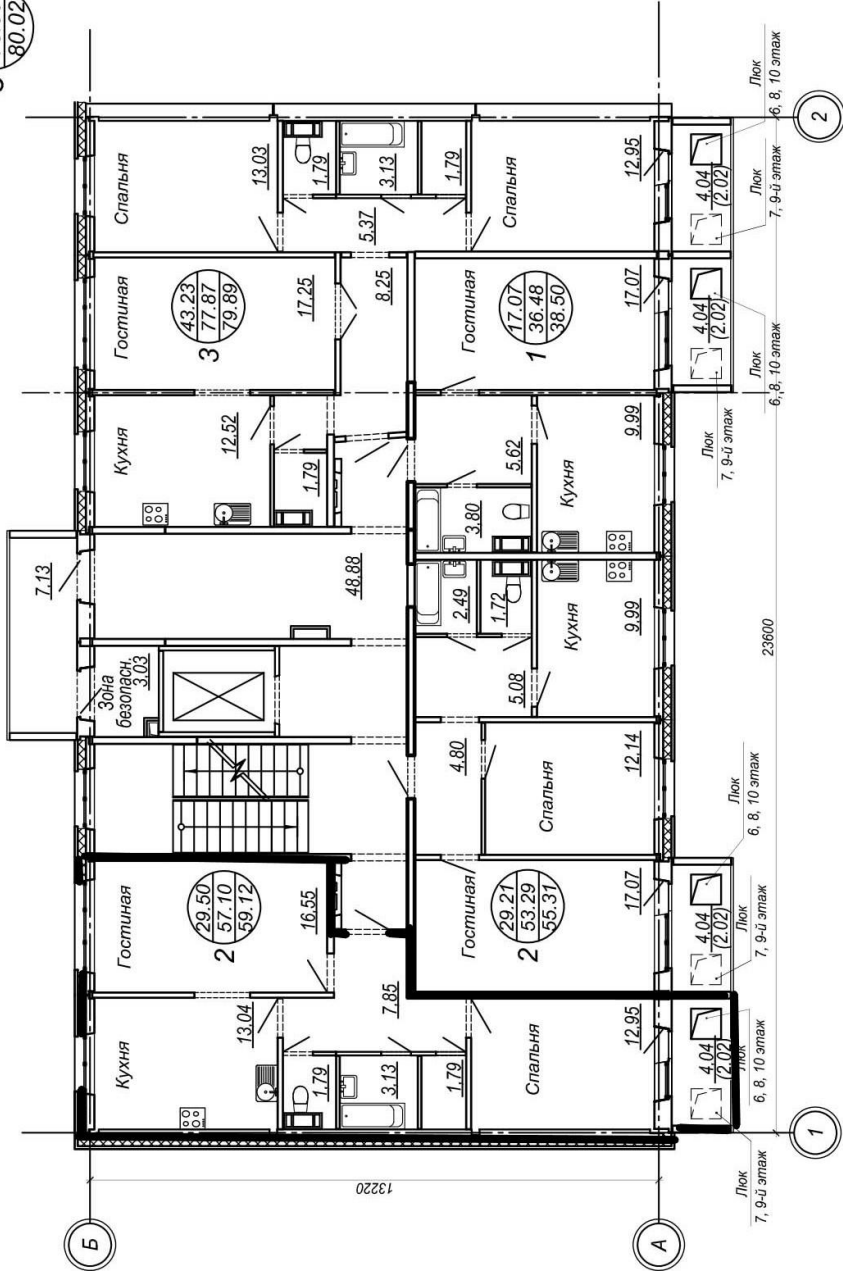 80.02
Люк
6, 8, 10 этаж
2
Спальня
13.03
1,79
3,13
1,79
Спальня
12.95
4.04
(2.02)
Люк
7, 9-й этаж
5.37
Гостиная
43.23
77.87
79.89
3
17.25
8.25
Гостиная
17.07
36.48
38.50
1
17.07
4.04
(2.02)
Люк
6, 8, 10 этаж
Люк
7, 9-й этаж
Кухня
12.52
1,79
5.62
9.99
Кухня
3.80
7.13
48.88
2.49
1.72
Кухня
9.99
23600
Зона
безопасн.
3.03
5.08
4.80
Спальня
12.14
Люк
6, 8, 10 этаж
Гостиная
29.50
57.10
59.12
2
16.55
Гостиная
29.21
53.29
55.31
2
17.07
4.04
(2.02)
Люк
7, 9-й этаж
Кухня
13.04
7.85
1,79
3,13
1,79
Спальня
12.95
4.04
(2.02)
Люк
6, 8, 10 этаж
Люк
7, 9-й этаж
1
13220
Б
А